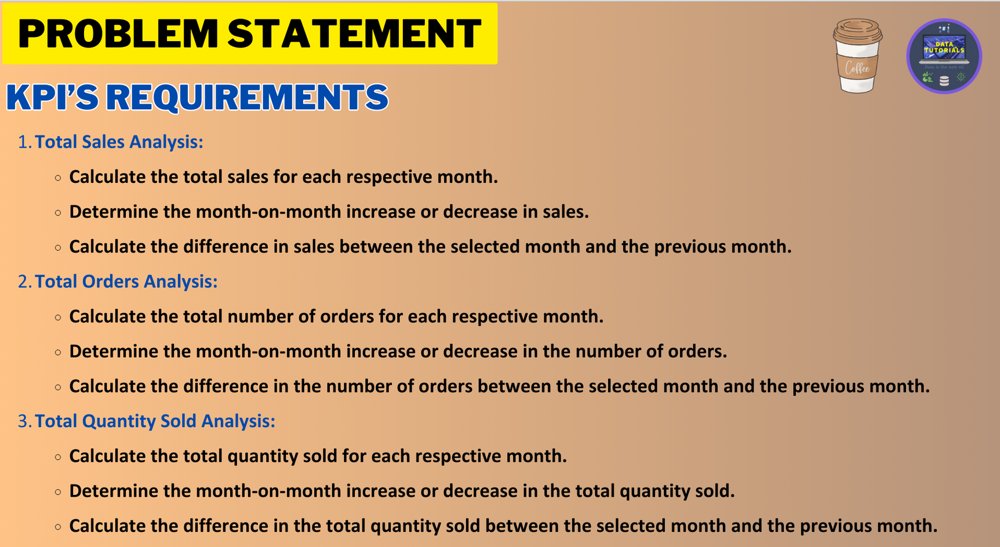 PROBLEM STATEMENT
Coffee
DATA
TUTORIALS
Data is the new oil
KPI’S REQUIREMENTS
1. Total Sales Analysis:
◦ Calculate the total sales for each respective month.
◦ Determine the month-on-month increase or decrease in sales.
◦ Calculate the difference in sales between the selected month and the previous month.
2. Total Orders Analysis:
◦ Calculate the total number of orders for each respective month.
◦ Determine the month-on-month increase or decrease in the number of orders.
◦ Calculate the difference in the number of orders between the selected month and the previous month.
3. Total Quantity Sold Analysis:
◦ Calculate the total quantity sold for each respective month.
◦ Determine the month-on-month increase or decrease in the total quantity sold.
◦ Calculate the difference in the total quantity sold between the selected month and the previous month.